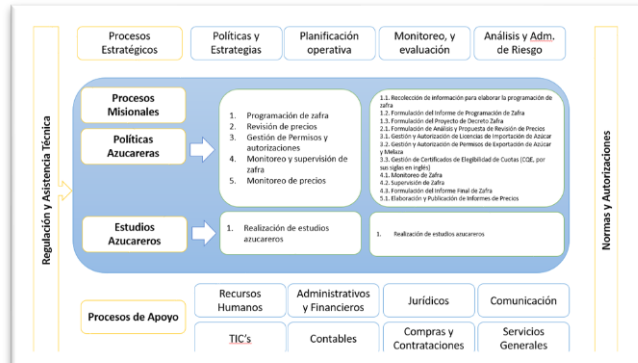 Procesos
Estratégicos
Políticas y
Estrategias
Planificación
operativa
Monitoreo, y
evaluación
Análisis y Adm.
de Riesgo
Regulación y Asistencia Técnica
Procesos
Misionales
Políticas
Azucareras
1. Programación de zafra
2. Revisión de precios
3. Gestión de Permisos y
autorizaciones
4. Monitoreo y supervisión de
zafra
5. Monitoreo de precios
1.1. Recolección de información para elaborar la programación de
zafra
1.2. Formulación del Informe de Programación de Zafra
1.3. Formulación del Proyecto de Decreto Zafra
2.1. Formulación de Análisis y Propuesta de Revisión de Precios
3.1. Gestión y Autorización de Licencias de Importación de Azúcar
3.2. Gestión y Autorización de Permisos de Exportación de Azúcar
y Melaza
3.3. Gestión de Certificados de Elegibilidad de Cuotas (CQE, por
sus siglas en inglés)
4.1. Monitoreo de Zafra
4.2. Supervisión de Zafra
4.3. Formulación del Informe Final de Zafra
5.1. Elaboración y Publicación de Informes de Precios
Estudios
Azucareros
1. Realización de estudios
azucareros
1. Realización de estudios azucareros
Normas y Autorizaciones
Procesos de Apoyo
Recursos
Humanos
Administrativos
y Financieros
Jurídicos
Comunicación
TIC's
Contables
Compras y
Contrataciones
Servicios
Generales